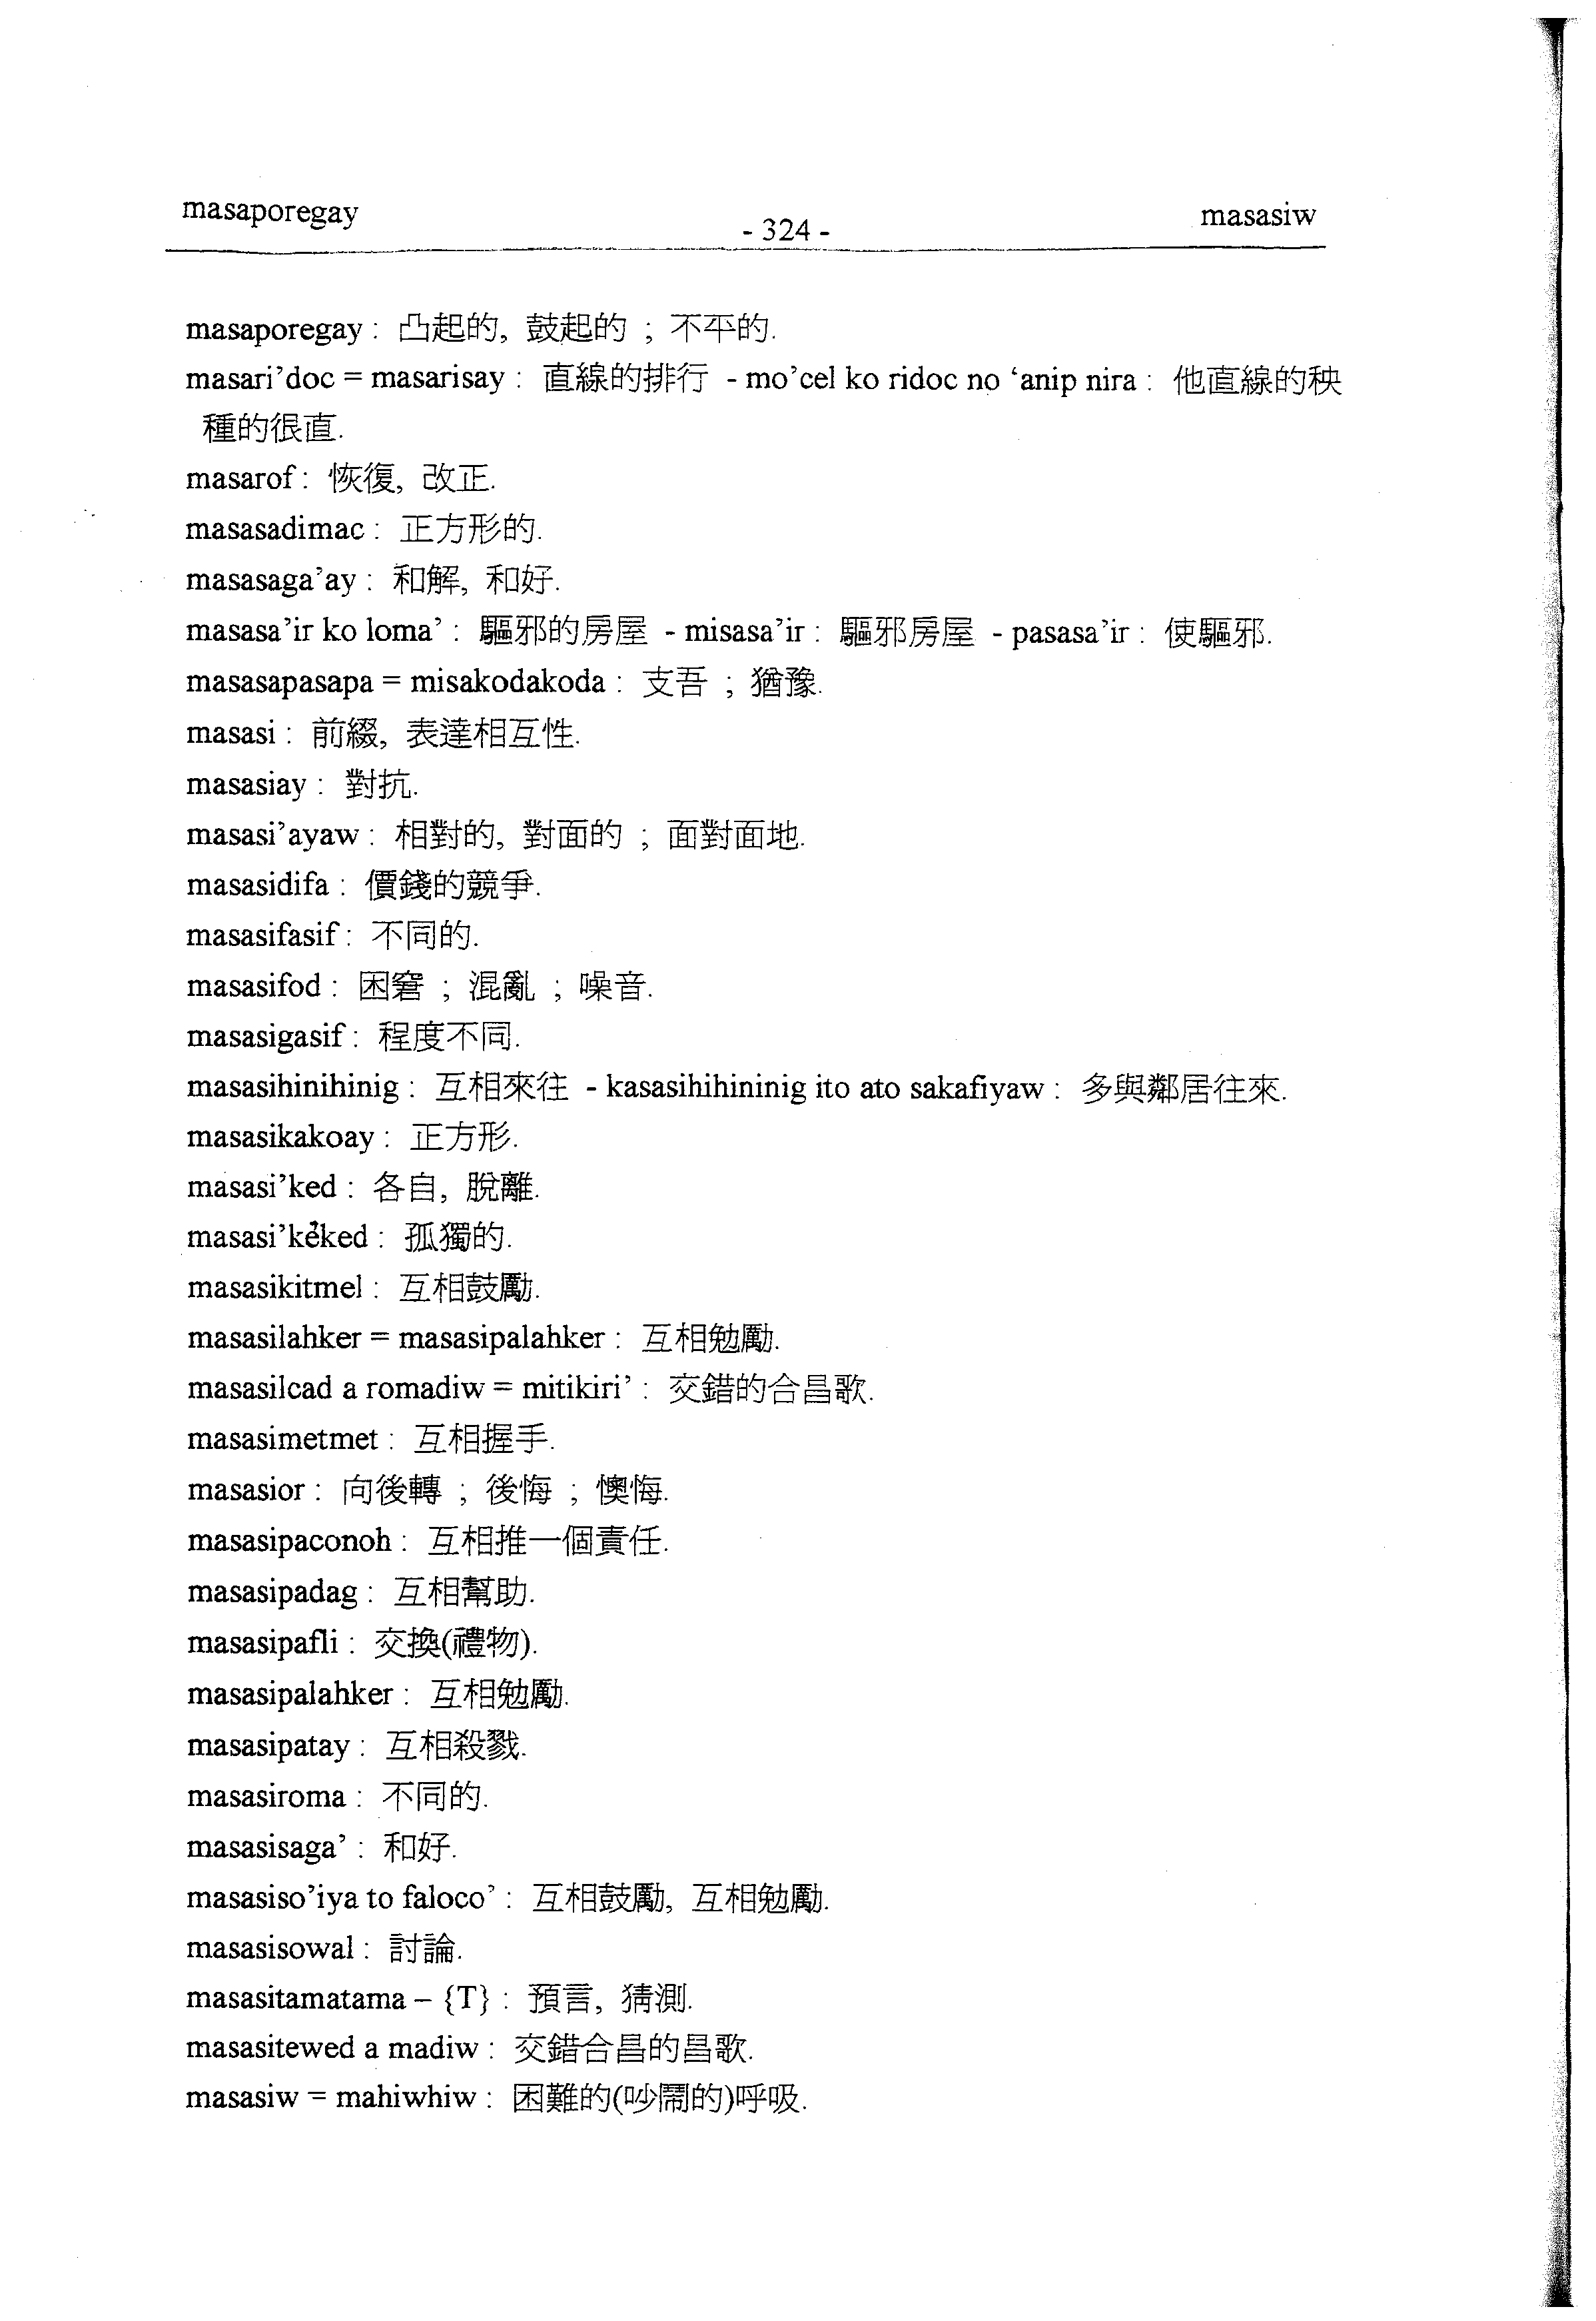 masaporegay
- 324 -
masasiw
masaporegay : 凸起的, 鼓起的 ; 不平的.
masari’doc = masarisay : 直線的排行 - mo’cel ko ridoc no ‘anip nira : 他直線的秧
種的很直.
masarof : 恢復, 改正.
masasadimac : 正方形的.
masasaga’ay : 和解, 和好.
masasa’ir ko loma’ : 驅邪的房屋 - misasa’ir : 驅邪房屋 - pasasa’ir : 使驅邪.
masasapasapa = misakodakoda : 支吾 ; 猶豫.
masasi : 前綴, 表達相互性.
masasiay : 對抗.
masasi’ayaw : 相對的, 對面的 ; 面對面地.
masasidifa : 價錢的競爭.
masasifasif : 不同的.
masasifod : 困窘 ; 混亂 ; 噪音.
masasigasif : 程度不同.
masasihinihinig : 互相來往 - kasasihihininig ito ato sakafiyaw : 多與鄰居往來.
masasikakoay : 正方形.
masasi’ked : 各自, 脫離.
masasi’kẻked : 孤獨的.
masasikitmel : 互相鼓勵.
masasilahker = masasipalahker : 互相勉勵.
masasilcad a romadiw = mitikiri’ : 交錯的合昌歌.
masasimetmet : 互相握手.
masasior : 向後轉 ; 後悔 ; 懊悔.
masasipaconoh : 互相推一個責任.
masasipadag : 互相幫助.
masasipafli : 交換(禮物).
masasipalahker : 互相勉勵.
masasipatay : 互相殺戮.
masasiroma : 不同的.
masasisaga’ : 和好.
masasiso’iya to faloco’ : 互相鼓勵, 互相勉勵.
masasisowal : 討論.
masasitamatama – {T} : 預言, 猜測.
masasitewed a madiw : 交錯合昌的昌歌.
masasiw = mahiwhiw : 困難的(吵鬧的)呼吸.